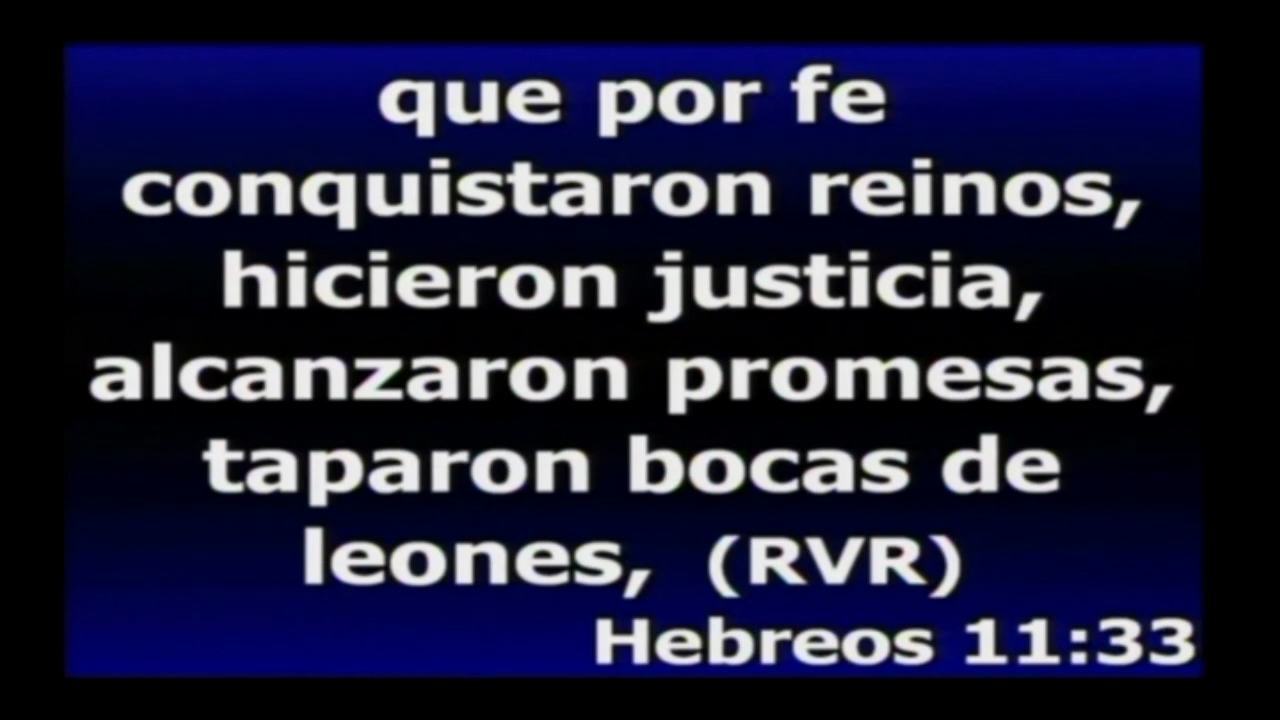 que por fe
conquistaron reinos,
hicieron justicia,
alcanzaron promesas,
taparon bocas de
leones, (RVR)
Hebreos 11:33